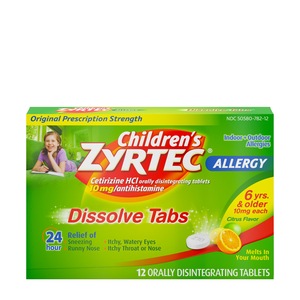 Original Prescription Strength
NDC 50580-782-12
Children's
ZYRTEC®
Indoor + Outdoor
Allergies
ALLERGY
Cetirizine HCl orally disintegrating tablets
10 mg/antihistamine
Dissolve Tabs
6 yrs.
& older
10mg each
Citrus Flavor
24
hour
Relief of
Sneezing
Runny Nose
Itchy, Watery Eyes
Itchy Throat or Nose
Melts In
Your Mouth
12 ORALLY DISINTEGRATING TABLETS